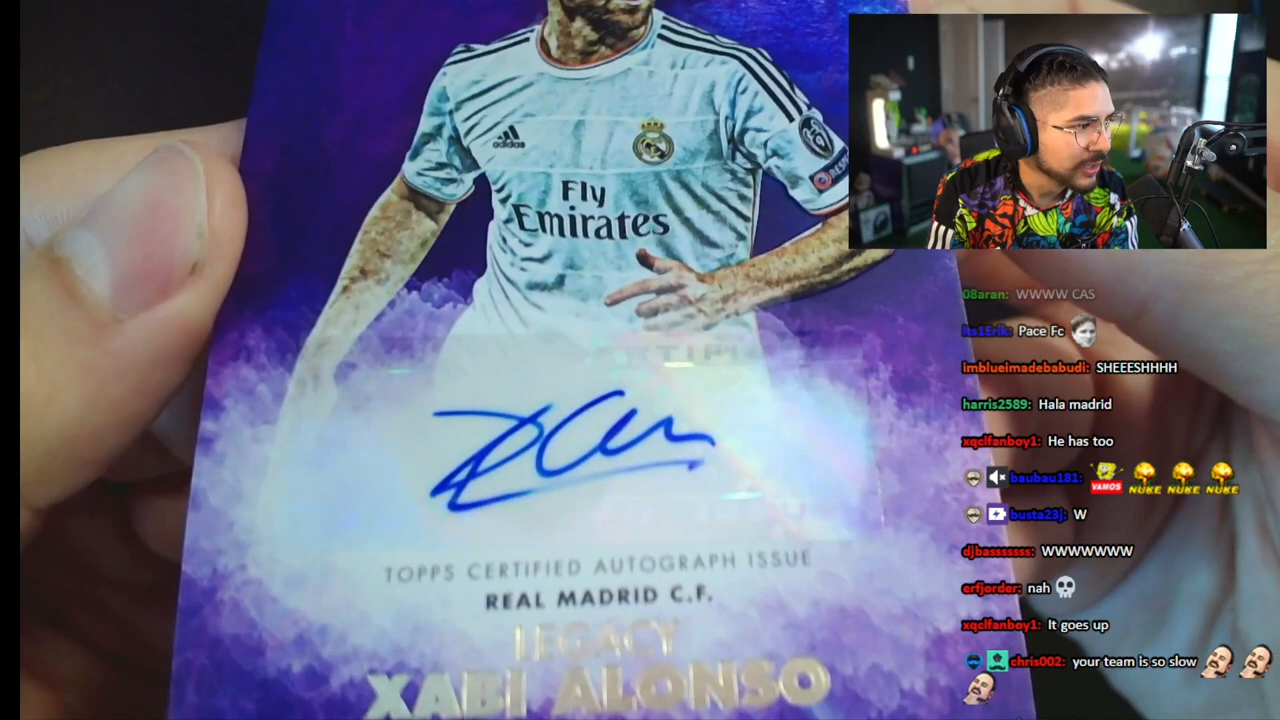 adidas
RESPECT
Fly
Emirates
TOPPS CERTIFIED AUTOGRAPH ISSUE
REAL MADRID C.F.
LEGACY
XABI ALONSO
08aran: WWWW CAS
Its1Erik: Pace Fc
imblueimadebabudi: SHEEESHHHH
harris2589: Hala madrid
xqclfanboy1: He has too
baubau181: VAMOS NUKE NUKE NUKE
busta23j: W
djbasssssss: WWWWWWW
erfjorder: nah 💀
xqclfanboy1: It goes up
chris002: your team is so slow